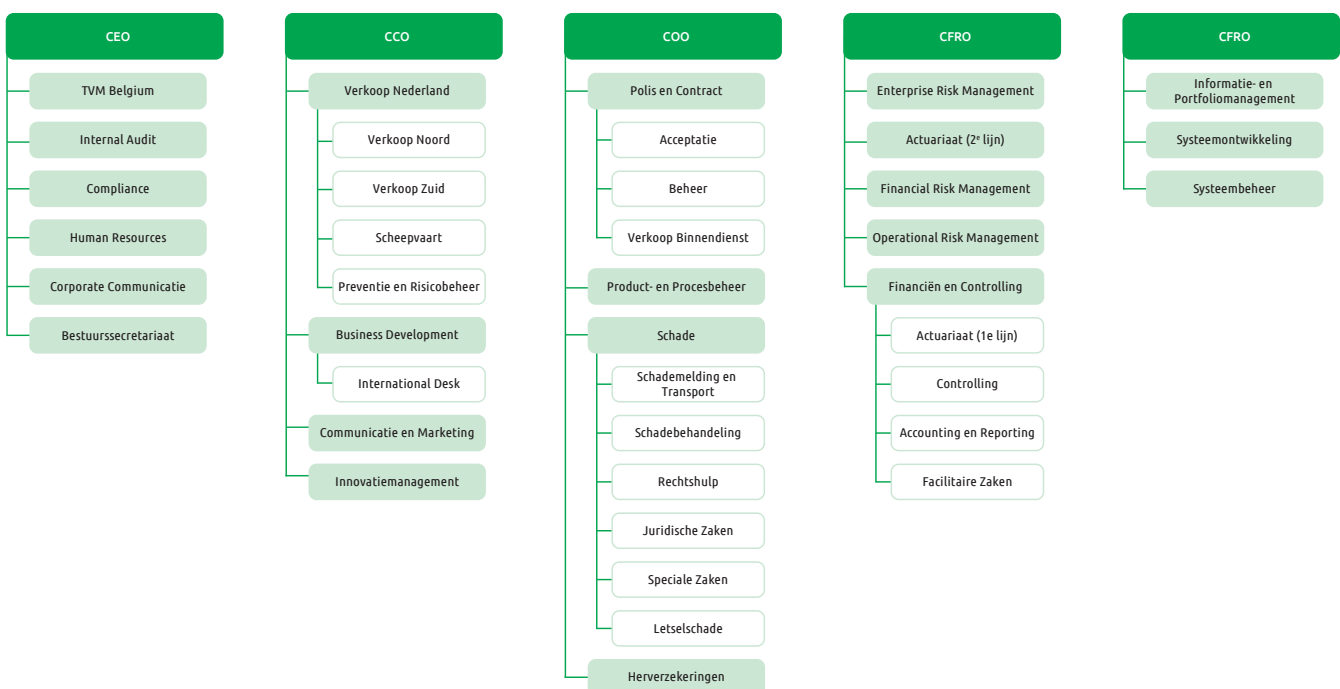 CEO
TVM Belgium
Internal Audit
Compliance
Human Resources
Corporate Communicatie
Bestuurssecretariaat
CCO
Verkoop Nederland
Verkoop Noord
Verkoop Zuid
Scheepvaart
Preventie en Risicobeheer
Business Development
International Desk
Communicatie en Marketing
Innovatiemanagement
COO
Polis en Contract
Acceptatie
Beheer
Verkoop Binnendienst
Product- en Procesbeheer
Schade
Schademelding en
Transport
Schadebehandeling
Rechtshulp
Juridische Zaken
Speciale Zaken
Letselschade
Herverzekeringen
CFRO
Enterprise Risk Management
Actuariaat (2ᵉ lijn)
Financial Risk Management
Operational Risk Management
Financiën en Controlling
Actuariaat (1e lijn)
Controlling
Accounting en Reporting
Facilitaire Zaken
CFRO
Informatie- en
Portfoliomanagement
Systeemontwikkeling
Systeembeheer